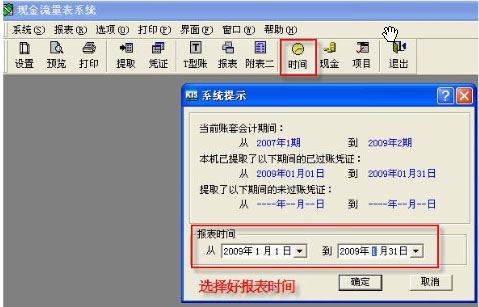 现金流量表系统
系统(S) 报表(R) 选项(O) 打印(P) 界面(F) 窗口(W) 帮助(H)
设置 预览 打印 提取 凭证 T型账 报表 附表二 时间 现金 项目 退出
KIS 系统提示
当前账套会计期间：
从 2007年1期 到 2009年2期
本机已提取了以下期间的已过账凭证：
从 2009年01月01日 到 2009年01月31日
提取了以下期间的未过账凭证：
从 ----年--月--日 到 ----年--月--日
报表时间
从 2009年 1 月 1 日 到 2009年 1 月31日
选择好报表时间
确定 取消